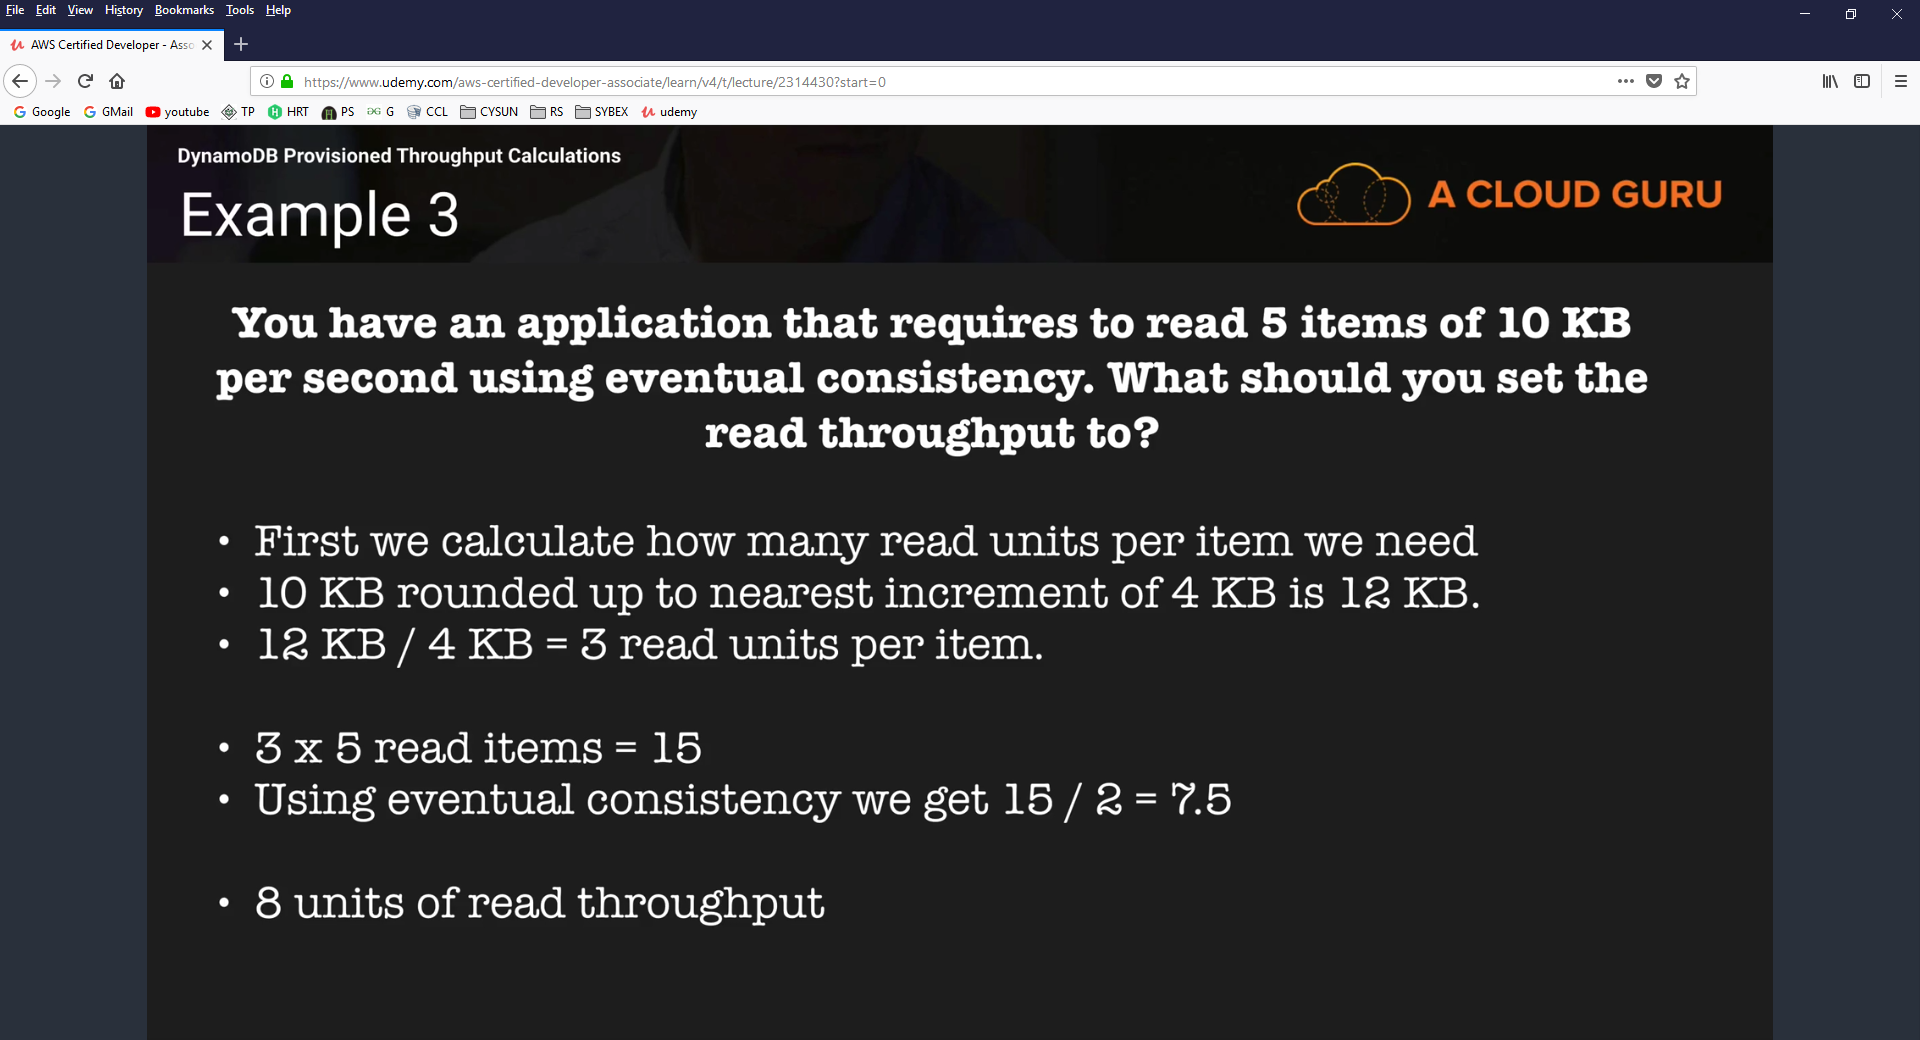 File Edit View History Bookmarks Tools Help
AWS Certified Developer - Asso
https://www.udemy.com/aws-certified-developer-associate/learn/v4/t/lecture/2314430?start=0
Google GMail youtube TP HRT PS G CCL CYSUN RS SYBEX udemy
DynamoDB Provisioned Throughput Calculations
Example 3
A CLOUD GURU
You have an application that requires to read 5 items of 10 KB
per second using eventual consistency. What should you set the
read throughput to?
• First we calculate how many read units per item we need
• 10 KB rounded up to nearest increment of 4 KB is 12 KB.
• 12 KB / 4 KB = 3 read units per item.
• 3 x 5 read items = 15
• Using eventual consistency we get 15 / 2 = 7.5
• 8 units of read throughput